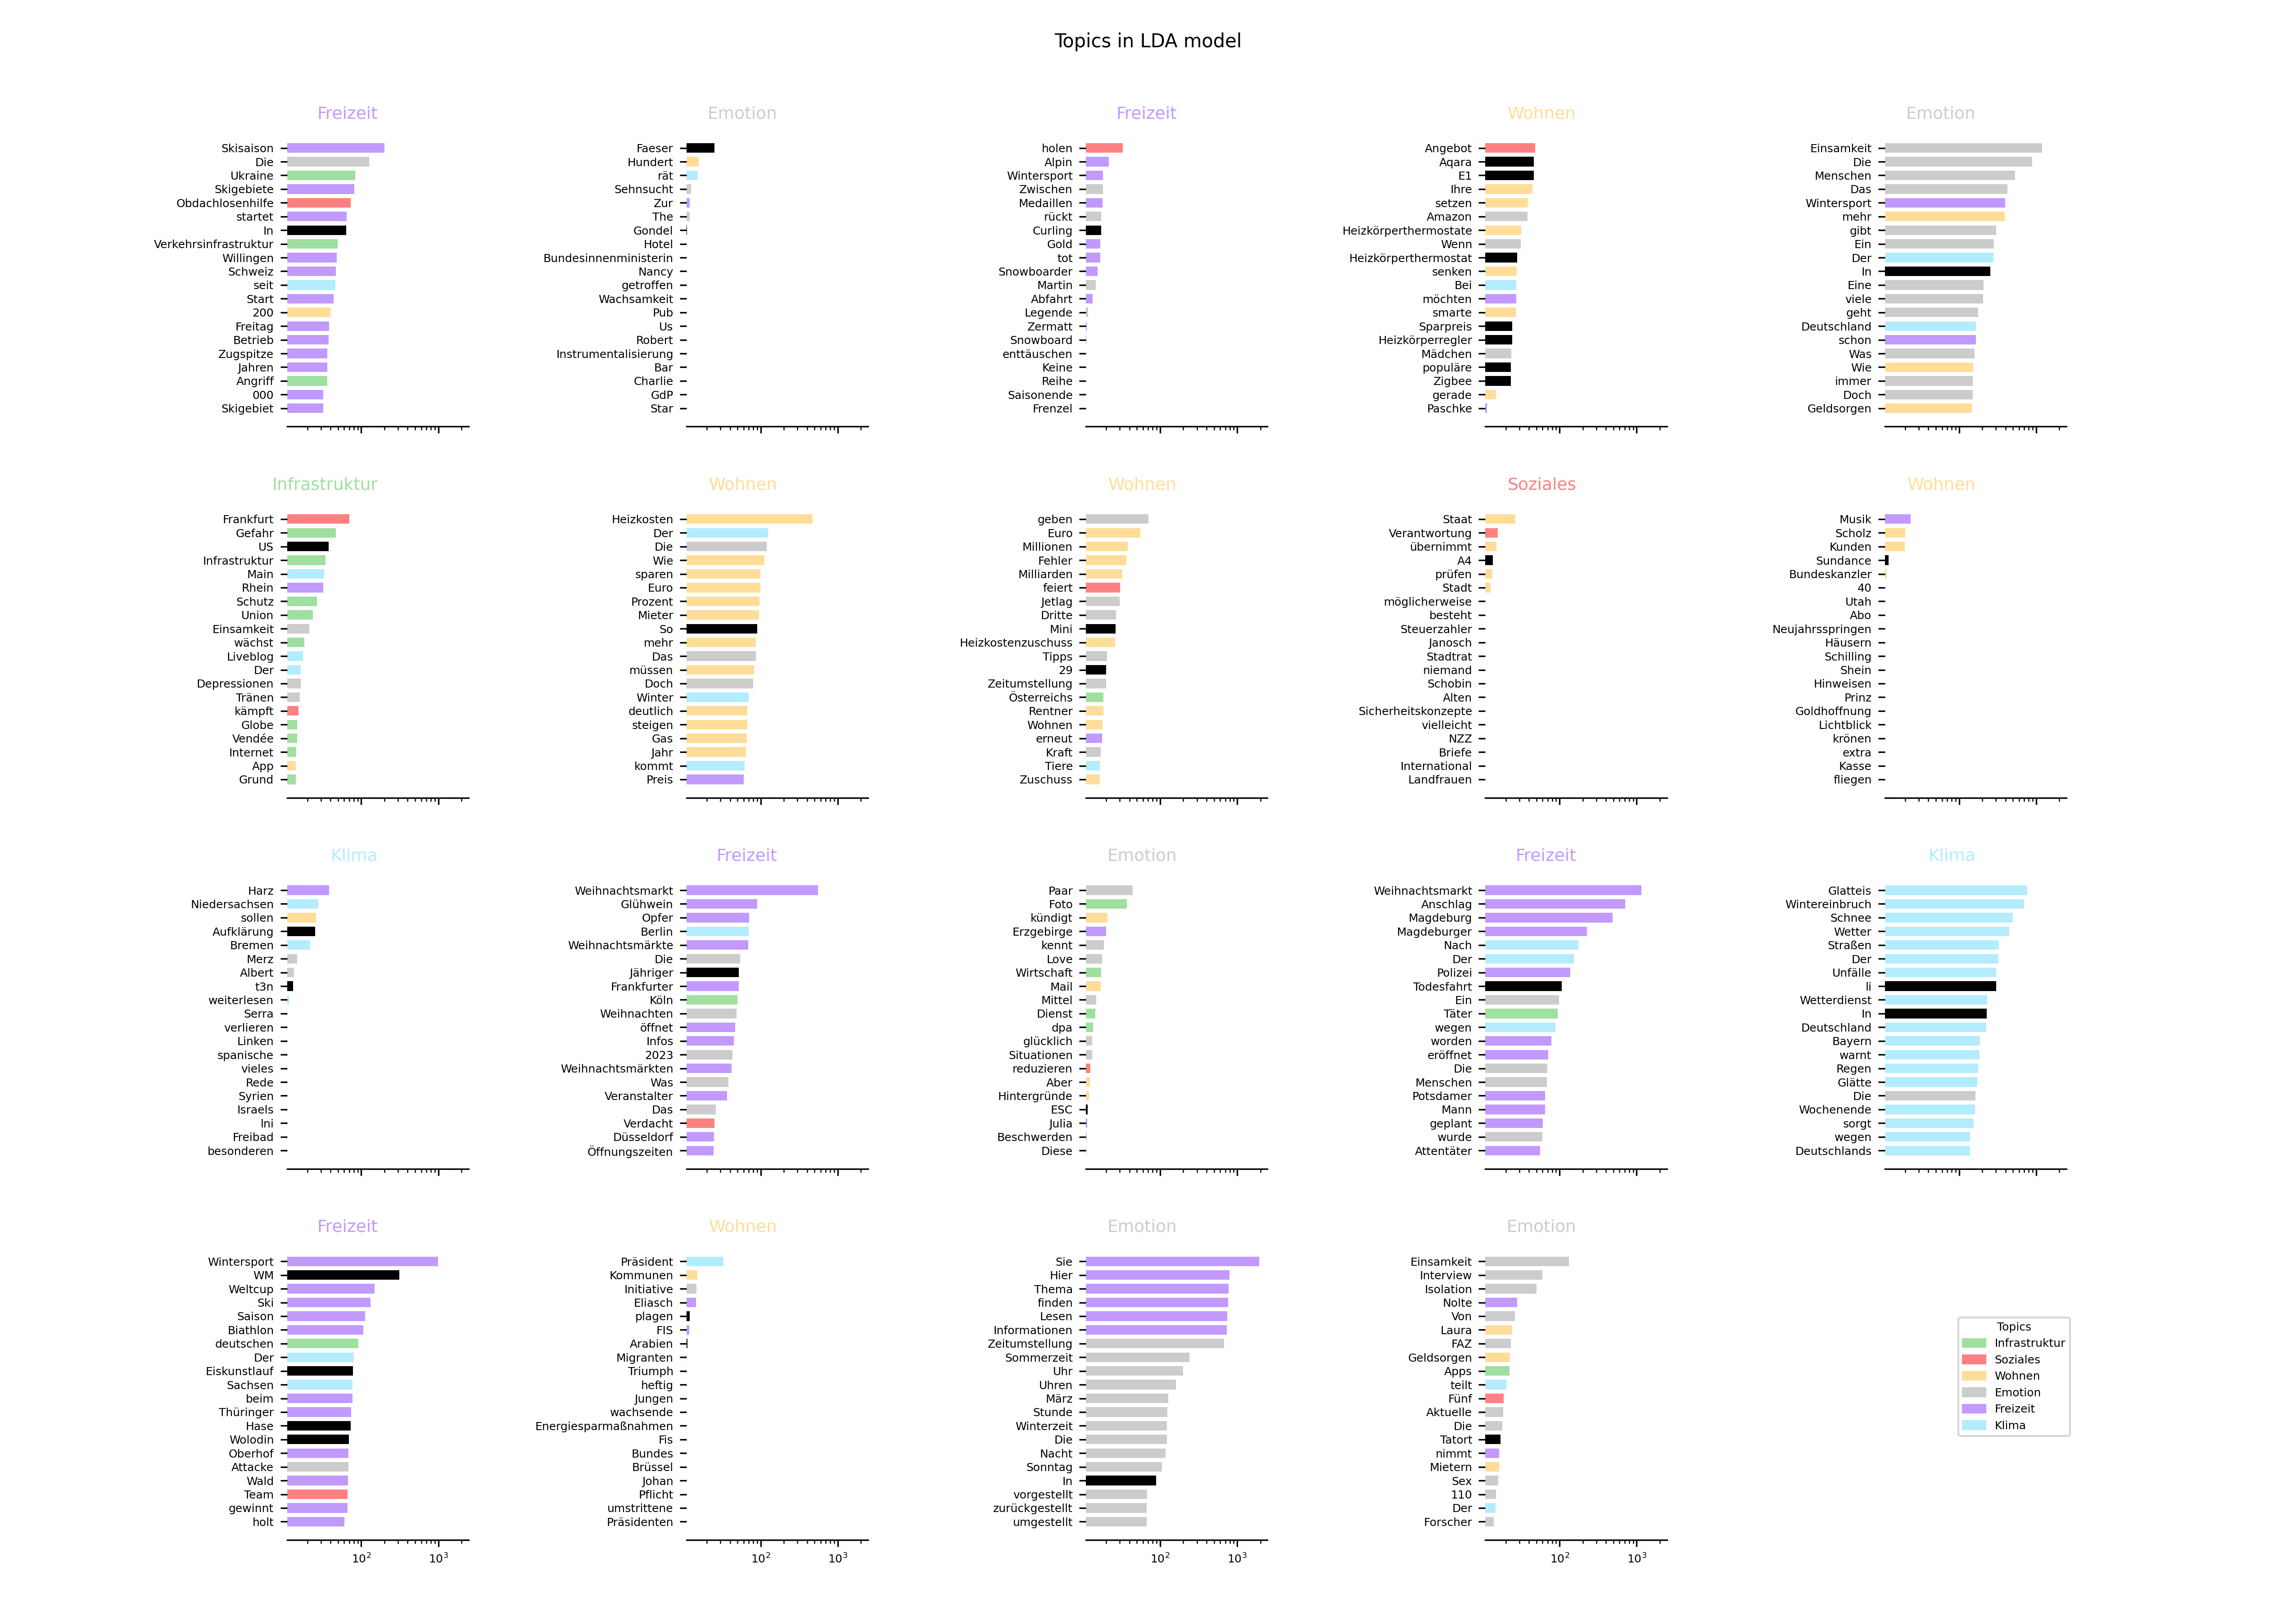 Topics in LDA model
Freizeit
Skisaison
Die
Ukraine
Skigebiete
Obdachlosenhilfe
startet
In
Verkehrsinfrastruktur
Willingen
Schweiz
seit
Start
200
Freitag
Betrieb
Zugspitze
Jahren
Angriff
000
Skigebiet
Emotion
Faeser
Hundert
rät
Sehnsucht
Zur
The
Gondel
Hotel
Bundesinnenministerin
Nancy
getroffen
Wachsamkeit
Pub
Us
Robert
Instrumentalisierung
Bar
Charlie
GdP
Star
Freizeit
holen
Alpin
Wintersport
Zwischen
Medaillen
rückt
Curling
Gold
tot
Snowboarder
Martin
Abfahrt
Legende
Zermatt
Snowboard
enttäuschen
Keine
Reihe
Saisonende
Frenzel
Wohnen
Angebot
Aqara
E1
Ihre
setzen
Amazon
Heizkörperthermostate
Wenn
Heizkörperthermostat
senken
Bei
möchten
smarte
Sparpreis
Heizkörperregler
Mädchen
populäre
Zigbee
gerade
Paschke
Emotion
Einsamkeit
Die
Menschen
Das
Wintersport
mehr
gibt
Ein
Der
In
Eine
viele
geht
Deutschland
schon
Was
Wie
immer
Doch
Geldsorgen
Infrastruktur
Frankfurt
Gefahr
US
Infrastruktur
Main
Rhein
Schutz
Union
Einsamkeit
wächst
Liveblog
Der
Depressionen
Tränen
kämpft
Globe
Vendée
Internet
App
Grund
Wohnen
Heizkosten
Der
Die
Wie
sparen
Euro
Prozent
Mieter
So
mehr
Das
müssen
Doch
Winter
deutlich
steigen
Gas
Jahr
kommt
Preis
Wohnen
geben
Euro
Millionen
Fehler
Milliarden
feiert
Jetlag
Dritte
Mini
Heizkostenzuschuss
Tipps
29
Zeitumstellung
Österreichs
Rentner
Wohnen
erneut
Kraft
Tiere
Zuschuss
Soziales
Staat
Verantwortung
übernimmt
A4
prüfen
Stadt
möglicherweise
besteht
Steuerzahler
Janosch
Stadtrat
niemand
Schobin
Alten
Sicherheitskonzepte
vielleicht
NZZ
Briefe
International
Landfrauen
Wohnen
Musik
Scholz
Kunden
Sundance
Bundeskanzler
40
Utah
Abo
Neujahrsspringen
Häusern
Schilling
Shein
Hinweisen
Prinz
Goldhoffnung
Lichtblick
krönen
extra
Kasse
fliegen
Klima
Harz
Niedersachsen
sollen
Aufklärung
Bremen
Merz
Albert
t3n
weiterlesen
Serra
verlieren
Linken
spanische
vieles
Rede
Syrien
Israels
Ini
Freibad
besonderen
Freizeit
Weihnachtsmarkt
Glühwein
Opfer
Berlin
Weihnachtsmärkte
Die
Jähriger
Frankfurter
Köln
Weihnachten
öffnet
Infos
2023
Weihnachtsmärkten
Was
Veranstalter
Das
Verdacht
Düsseldorf
Öffnungszeiten
Emotion
Paar
Foto
kündigt
Erzgebirge
kennt
Love
Wirtschaft
Mail
Mittel
Dienst
dpa
glücklich
Situationen
reduzieren
Aber
Hintergründe
ESC
Julia
Beschwerden
Diese
Freizeit
Weihnachtsmarkt
Anschlag
Magdeburg
Magdeburger
Nach
Der
Polizei
Todesfahrt
Ein
Täter
wegen
worden
eröffnet
Die
Menschen
Potsdamer
Mann
geplant
wurde
Attentäter
Klima
Glatteis
Wintereinbruch
Schnee
Wetter
Straßen
Der
Unfälle
li
Wetterdienst
In
Deutschland
Bayern
warnt
Regen
Glätte
Die
Wochenende
sorgt
wegen
Deutschlands
Freizeit
Wintersport
WM
Weltcup
Ski
Saison
Biathlon
deutschen
Der
Eiskunstlauf
Sachsen
beim
Thüringer
Hase
Wolodin
Oberhof
Attacke
Wald
Team
gewinnt
holt
10² 10³
Wohnen
Präsident
Kommunen
Initiative
Eliasch
plagen
FIS
Arabien
Migranten
Triumph
heftig
Jungen
wachsende
Energiesparmaßnahmen
Fis
Bundes
Brüssel
Johan
Pflicht
umstrittene
Präsidenten
10² 10³
Emotion
Sie
Hier
Thema
finden
Lesen
Informationen
Zeitumstellung
Sommerzeit
Uhr
Uhren
März
Stunde
Winterzeit
Die
Nacht
Sonntag
In
vorgestellt
zurückgestellt
umgestellt
10² 10³
Emotion
Einsamkeit
Interview
Isolation
Nolte
Von
Laura
FAZ
Geldsorgen
Apps
teilt
Fünf
Aktuelle
Die
Tatort
nimmt
Mietern
Sex
110
Der
Forscher
10² 10³
Topics
Infrastruktur
Soziales
Wohnen
Emotion
Freizeit
Klima